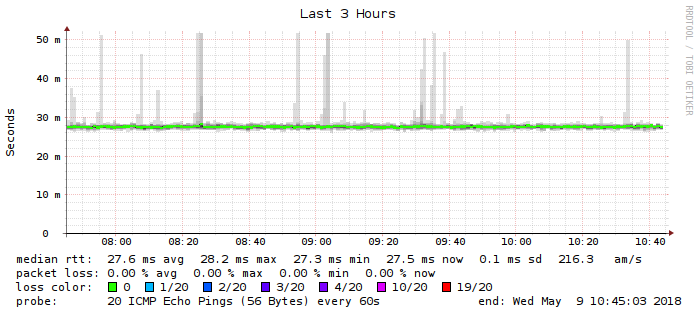 Last 3 Hours
RRDTOOL / TOBI OETIKER
Seconds
50 m
40 m
30 m
20 m
10 m
0
08:00 08:20 08:40 09:00 09:20 09:40 10:00 10:20 10:40
median rtt: 27.6 ms avg 28.2 ms max 27.3 ms min 27.5 ms now 0.1 ms sd 216.3 am/s
packet loss: 0.00 % avg 0.00 % max 0.00 % min 0.00 % now
loss color: 0 1/20 2/20 3/20 4/20 10/20 19/20
probe: 20 ICMP Echo Pings (56 Bytes) every 60s end: Wed May 9 10:45:03 2018